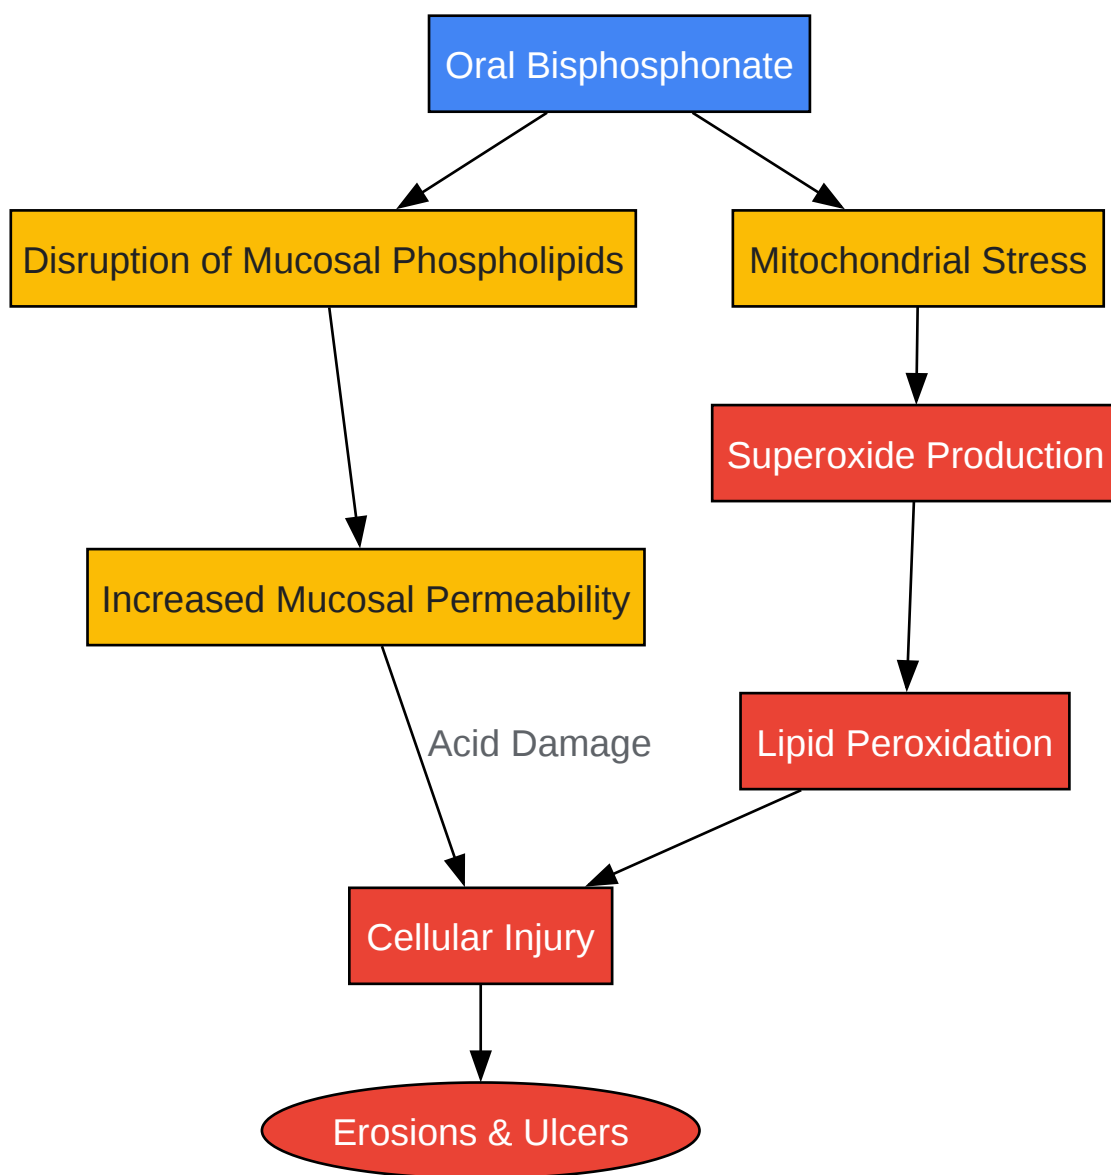 Oral Bisphosphonate
Disruption of Mucosal Phospholipids
Mitochondrial Stress
Superoxide Production
Increased Mucosal Permeability
Acid Damage
Lipid Peroxidation
Cellular Injury
Erosions & Ulcers